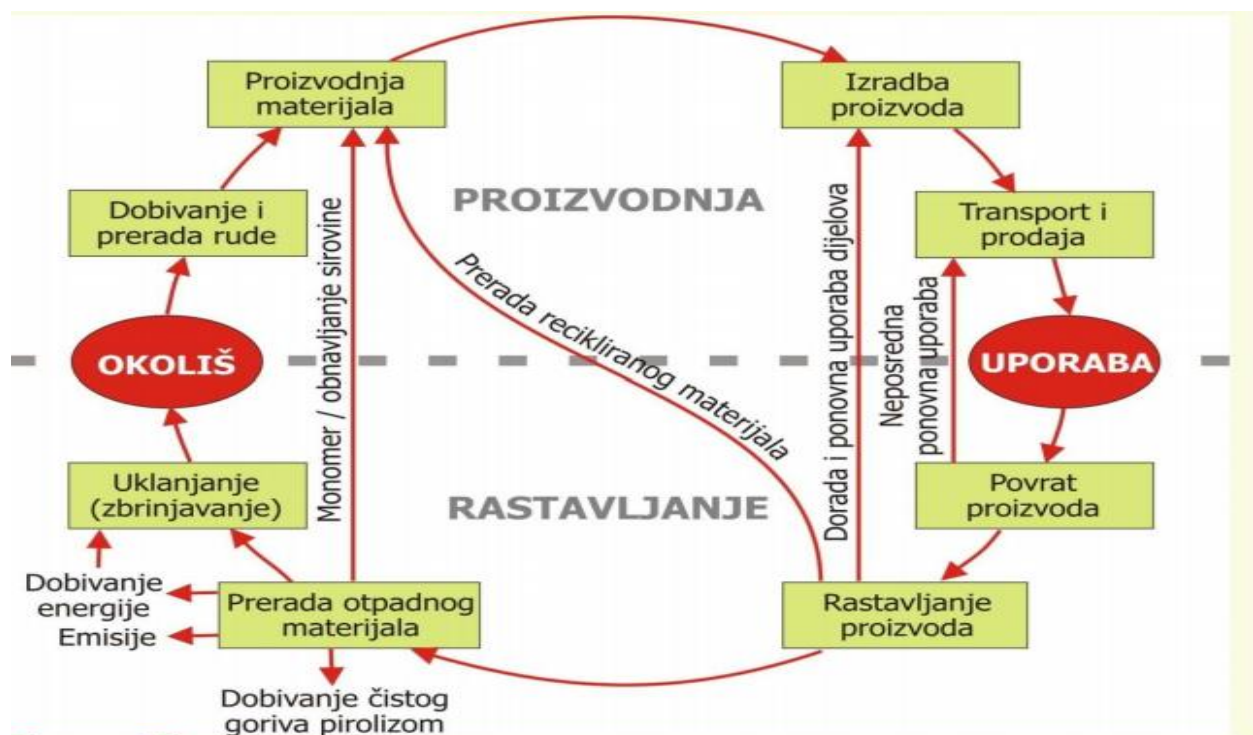 Proizvodnja
materijala
Izradba
proizvoda
Dobivanje i
prerada rude
PROIZVODNJA
Transport i
prodaja
Monomer / obnavljanje sirovine
Prerada recikliranog materijala
Dorada i ponovna uporaba dijelova
Neposredna
ponovna uporaba
OKOLIŠ
UPORABA
Uklanjanje
(zbrinjavanje)
RASTAVLJANJE
Povrat
proizvoda
Dobivanje
energije
Emisije
Prerada otpadnog
materijala
Rastavljanje
proizvoda
Dobivanje čistog
goriva pirolizom